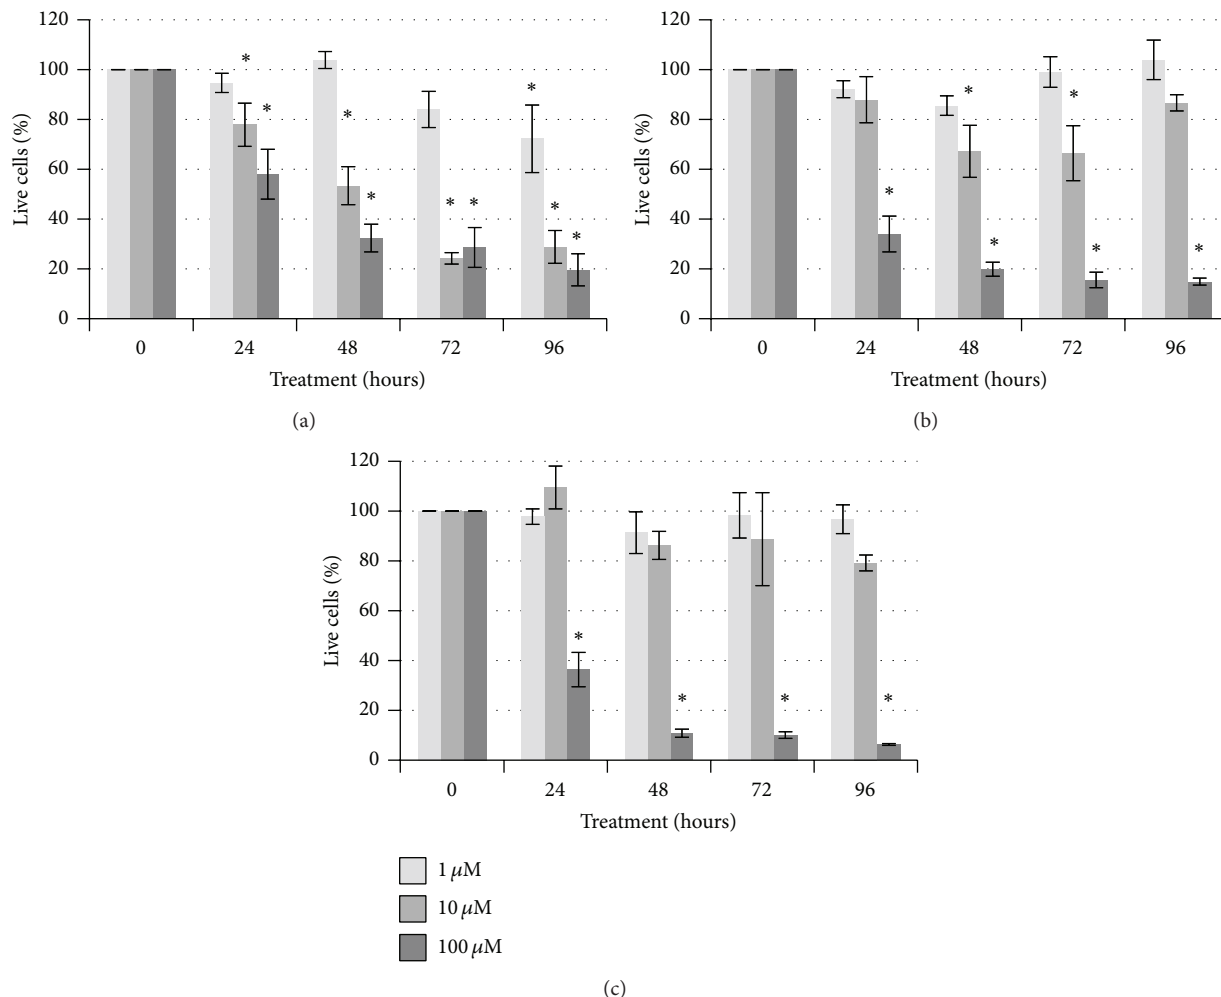 120
100
80
60
40
20
0
Live cells (%)
* * * * * * * * * * *
0 24 48 72 96
Treatment (hours)
(a)
120
100
80
60
40
20
0
Live cells (%)
* * * * * *
0 24 48 72 96
Treatment (hours)
(b)
120
100
80
60
40
20
0
Live cells (%)
* * * *
0 24 48 72 96
Treatment (hours)
1 μM
10 μM
100 μM
(c)